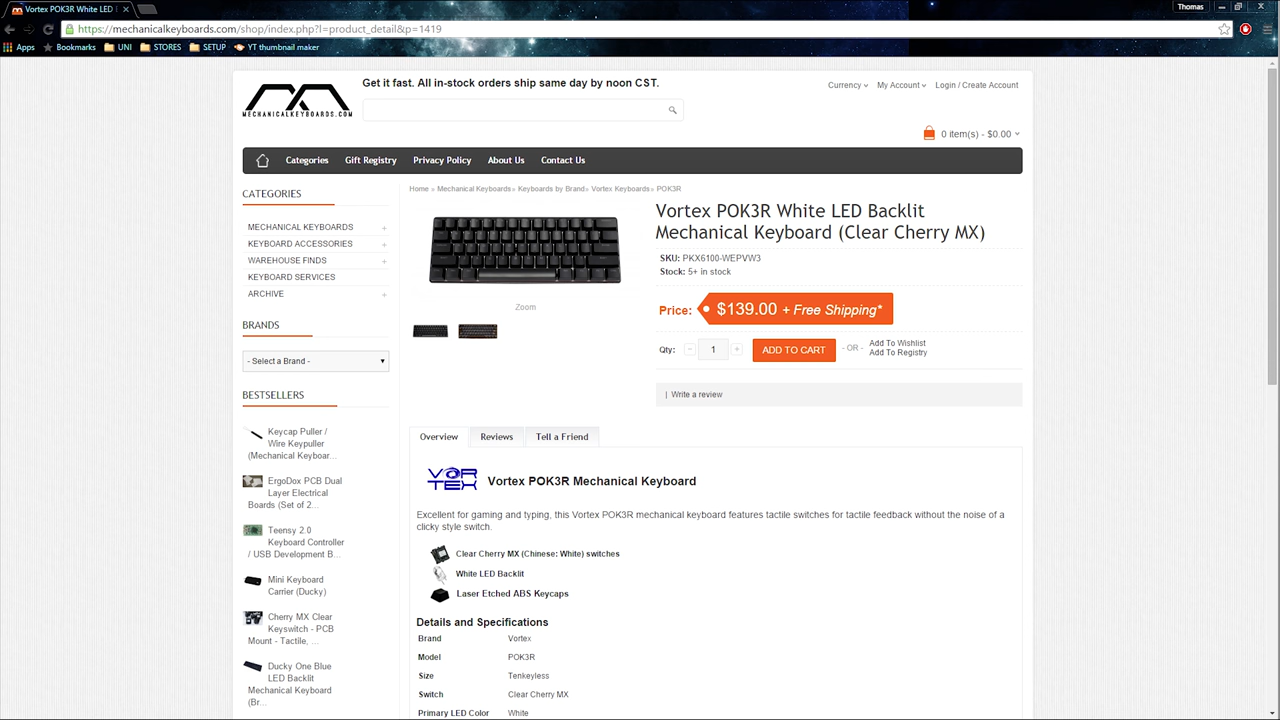 Vortex POK3R White LED
Thomas
https://mechanicalkeyboards.com/shop/index.php?l=product_detail&p=1419
Apps Bookmarks UNI STORES SETUP YT thumbnail maker
MECHANICALKEYBOARDS.COM
Get it fast. All in-stock orders ship same day by noon CST.
Currency My Account Login / Create Account
0 item(s) - $0.00
Categories Gift Registry Privacy Policy About Us Contact Us
CATEGORIES
MECHANICAL KEYBOARDS +
KEYBOARD ACCESSORIES +
WAREHOUSE FINDS +
KEYBOARD SERVICES
ARCHIVE +
BRANDS
- Select a Brand -
BESTSELLERS
Keycap Puller /
Wire Keypuller
(Mechanical Keyboar...
ErgoDox PCB Dual
Layer Electrical
Boards (Set of 2...
Teensy 2.0
Keyboard Controller
/ USB Development B...
Mini Keyboard
Carrier (Ducky)
Cherry MX Clear
Keyswitch - PCB
Mount - Tactile, ...
Ducky One Blue
LED Backlit
Mechanical Keyboard
(Br...
Home » Mechanical Keyboards» Keyboards by Brand» Vortex Keyboards» POK3R
Zoom
Vortex POK3R White LED Backlit
Mechanical Keyboard (Clear Cherry MX)
SKU: PKX6100-WEPVW3
Stock: 5+ in stock
Price: $139.00 + Free Shipping*
Qty: - 1 + ADD TO CART - OR - Add To Wishlist
Add To Registry
| Write a review
Overview Reviews Tell a Friend
VORTEX Vortex POK3R Mechanical Keyboard
Excellent for gaming and typing, this Vortex POK3R mechanical keyboard features tactile switches for tactile feedback without the noise of a
clicky style switch.
Clear Cherry MX (Chinese: White) switches
White LED Backlit
Laser Etched ABS Keycaps
Details and Specifications
Brand Vortex
Model POK3R
Size Tenkeyless
Switch Clear Cherry MX
Primary LED Color White